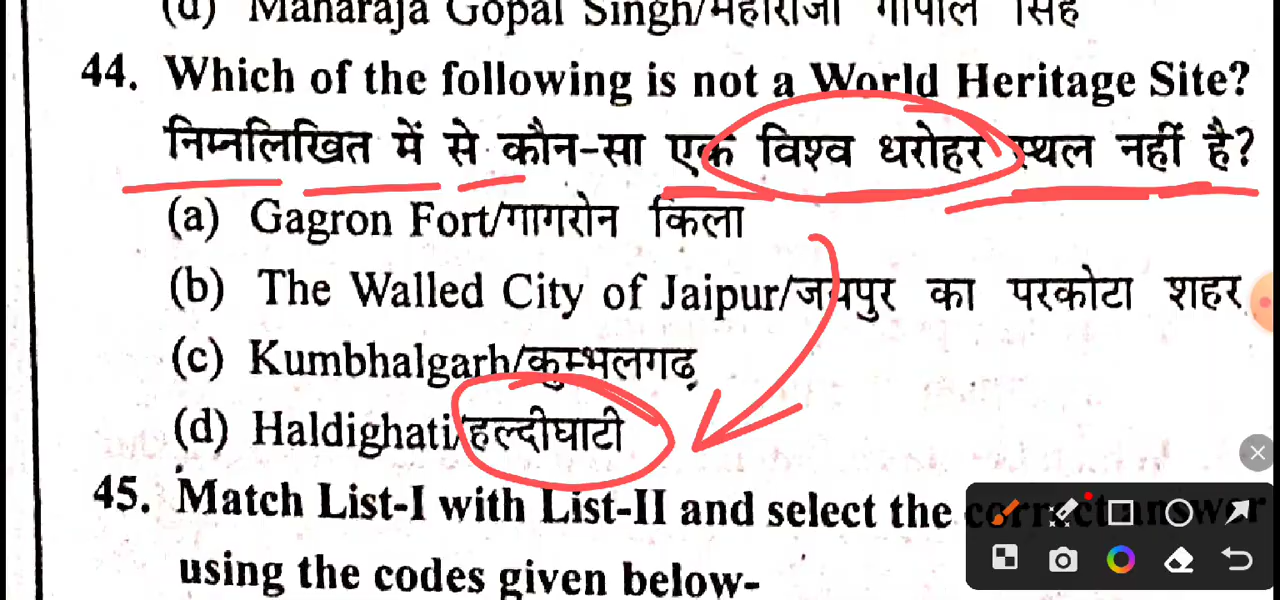 (d) Maharaja Gopal Singh/महाराजा गोपाल सिंह
44. Which of the following is not a World Heritage Site?
निम्नलिखित में से कौन-सा एक विश्व धरोहर स्थल नहीं है?
(a) Gagron Fort/गागरोन किला
(b) The Walled City of Jaipur/जयपुर का परकोटा शहर
(c) Kumbhalgarh/कुम्भलगढ़
(d) Haldighati/हल्दीघाटी
45. Match List-I with List-II and select the correct answer
using the codes given below-